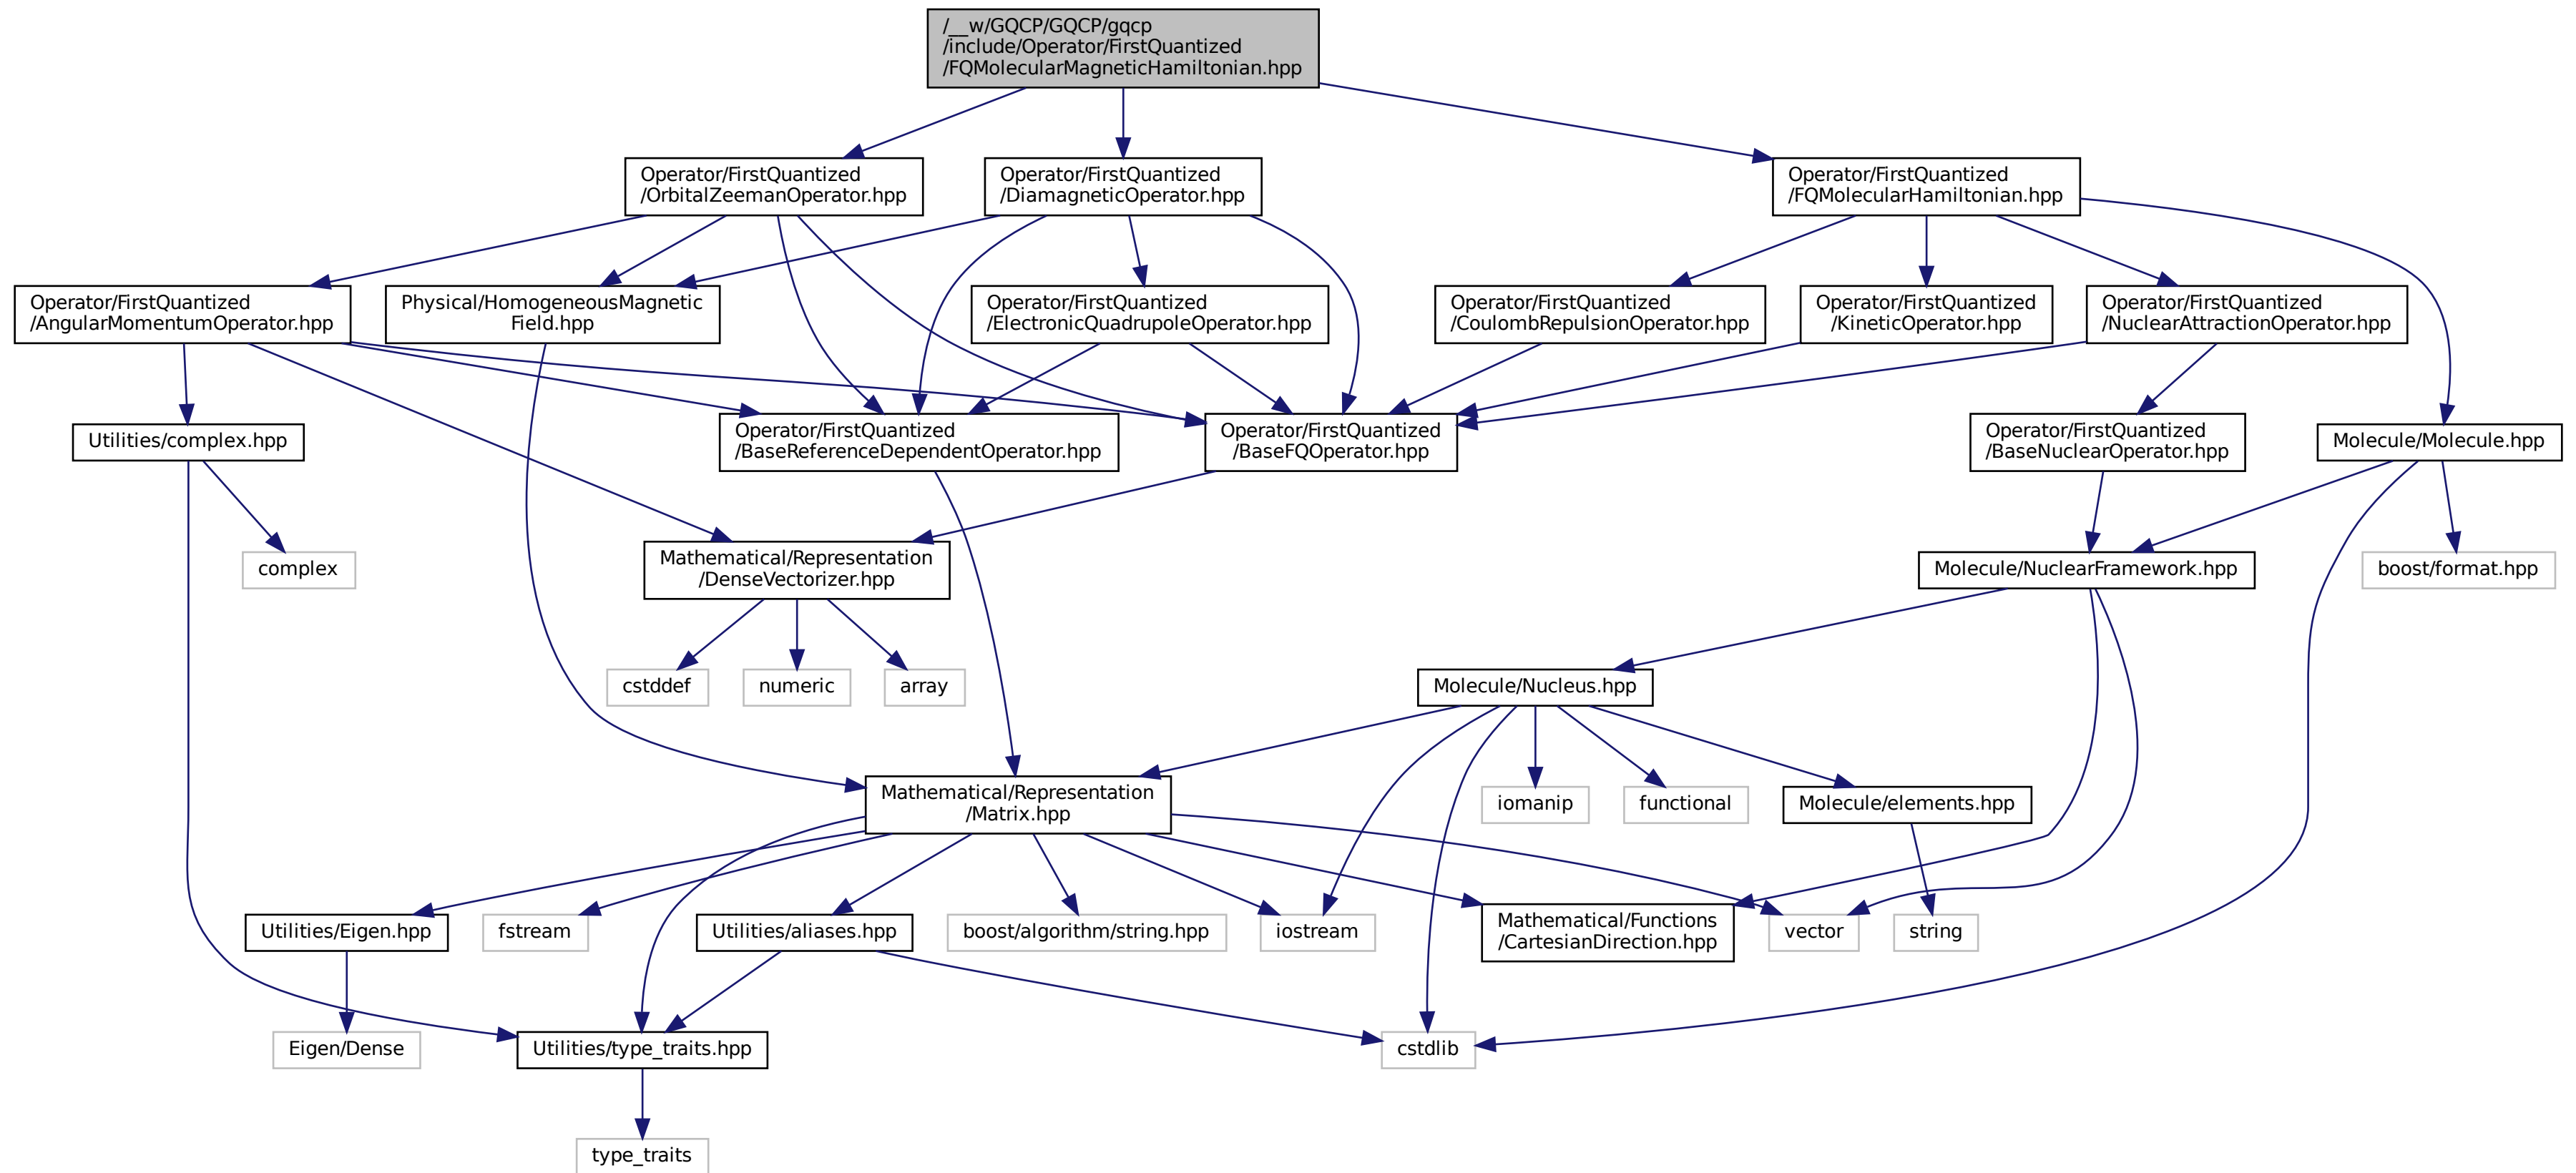 /__w/GQCP/GQCP/gqcp
/include/Operator/FirstQuantized
/FQMolecularMagneticHamiltonian.hpp
Operator/FirstQuantized
/OrbitalZeemanOperator.hpp
Operator/FirstQuantized
/DiamagneticOperator.hpp
Operator/FirstQuantized
/FQMolecularHamiltonian.hpp
Operator/FirstQuantized
/AngularMomentumOperator.hpp
Physical/HomogeneousMagnetic
Field.hpp
Operator/FirstQuantized
/ElectronicQuadrupoleOperator.hpp
Operator/FirstQuantized
/CoulombRepulsionOperator.hpp
Operator/FirstQuantized
/KineticOperator.hpp
Operator/FirstQuantized
/NuclearAttractionOperator.hpp
Utilities/complex.hpp
Operator/FirstQuantized
/BaseReferenceDependentOperator.hpp
Operator/FirstQuantized
/BaseFQOperator.hpp
Operator/FirstQuantized
/BaseNuclearOperator.hpp
Molecule/Molecule.hpp
complex
Mathematical/Representation
/DenseVectorizer.hpp
Molecule/NuclearFramework.hpp
boost/format.hpp
cstddef
numeric
array
Molecule/Nucleus.hpp
Mathematical/Representation
/Matrix.hpp
iomanip
functional
Molecule/elements.hpp
Utilities/Eigen.hpp
fstream
Utilities/aliases.hpp
boost/algorithm/string.hpp
iostream
Mathematical/Functions
/CartesianDirection.hpp
vector
string
Eigen/Dense
Utilities/type_traits.hpp
cstdlib
type_traits